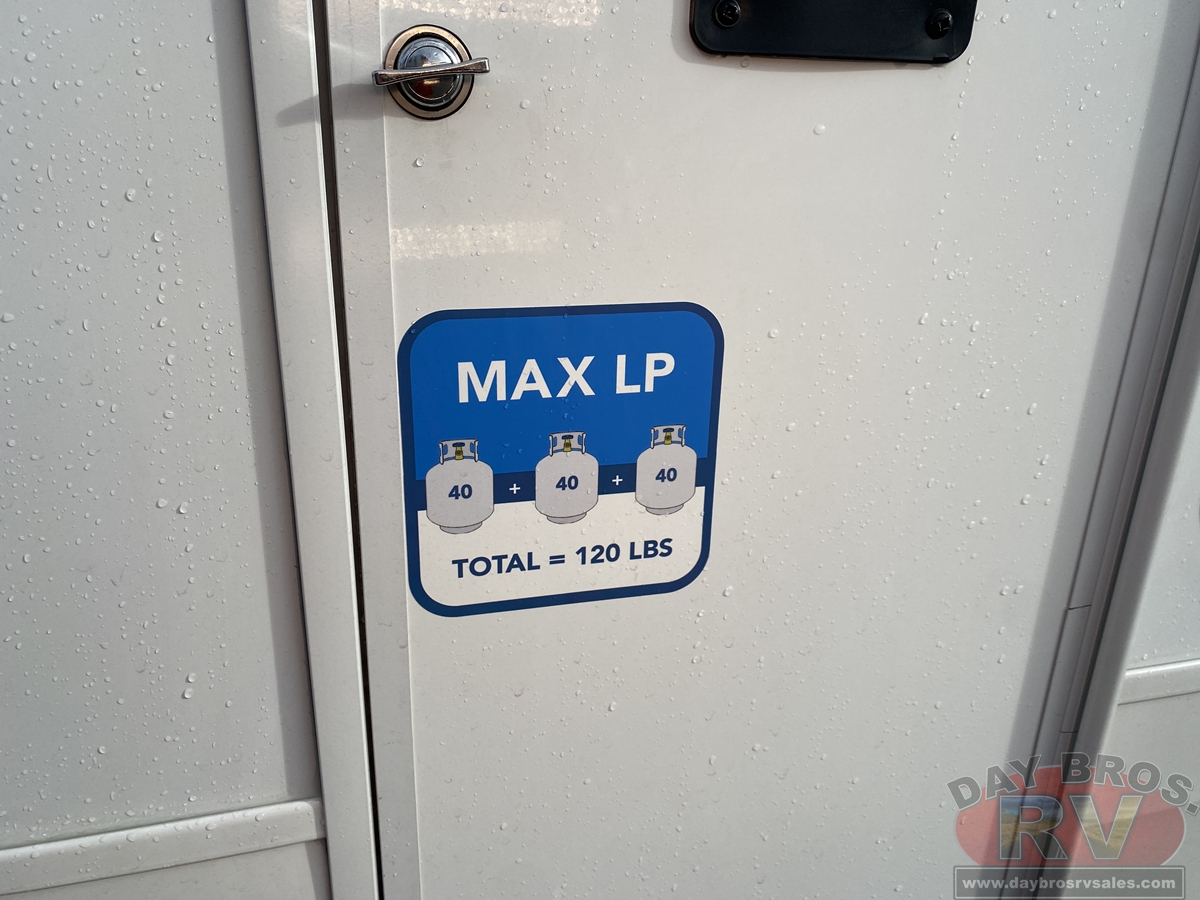 MAX LP
40 + 40 + 40
TOTAL = 120 LBS
DAY BROS.
RV
www.daybrosrvsales.com